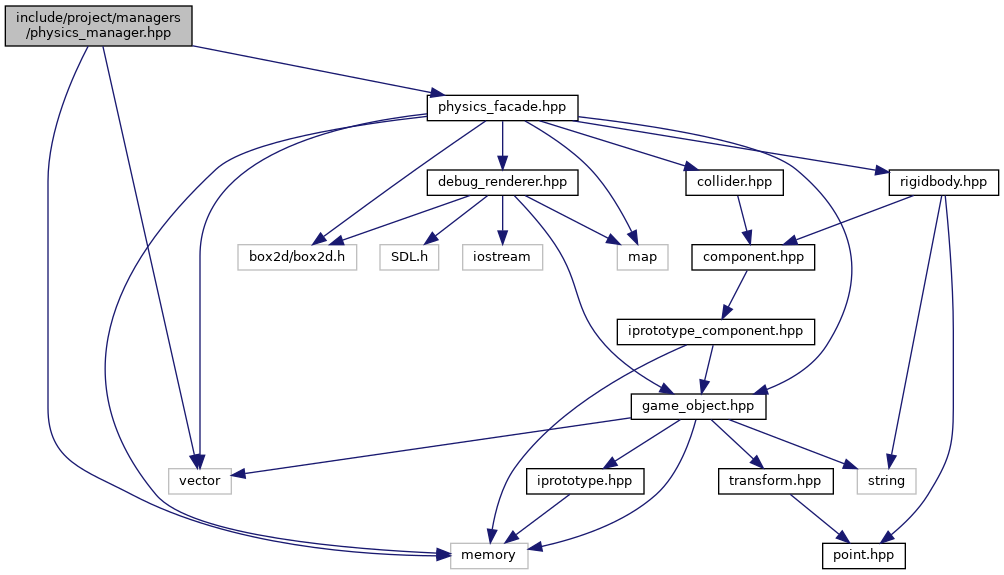 include/project/managers
/physics_manager.hpp
physics_facade.hpp
debug_renderer.hpp
collider.hpp
rigidbody.hpp
box2d/box2d.h
SDL.h
iostream
map
component.hpp
iprototype_component.hpp
game_object.hpp
vector
iprototype.hpp
transform.hpp
string
memory
point.hpp